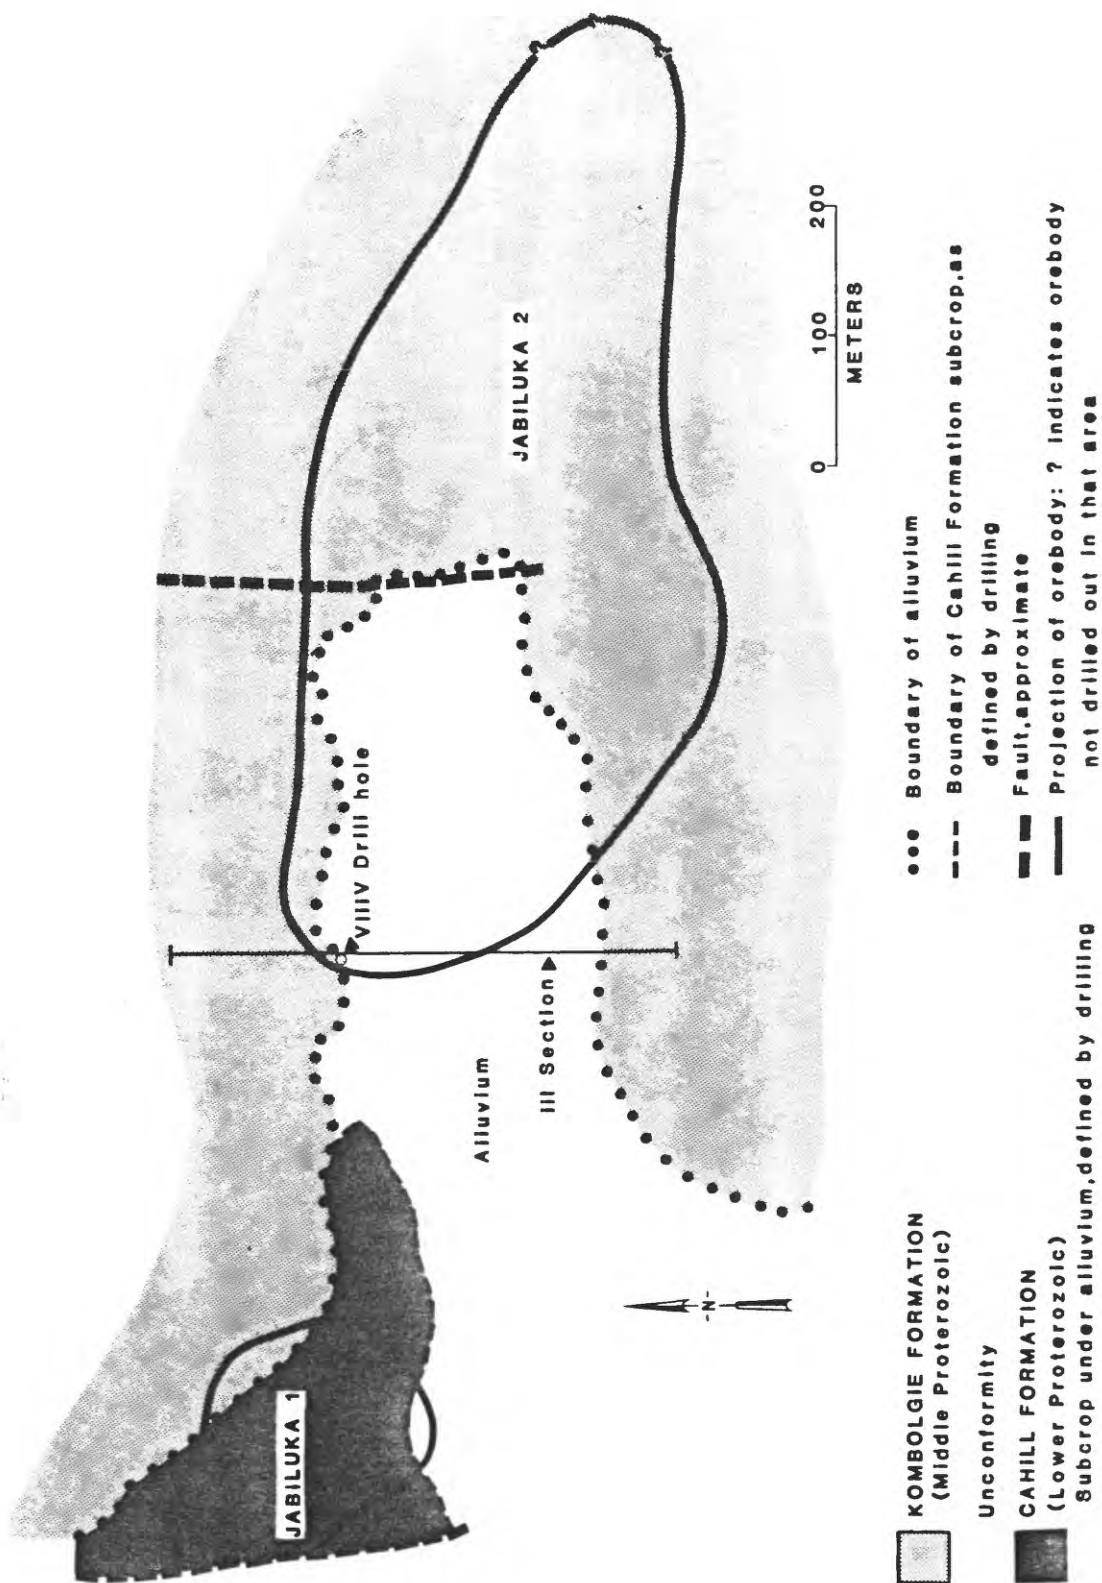 JABILUKA 1
JABILUKA 2
VIIIV Drill hole
III Section
Alluvium
-N-
0 100 200
METERS
KOMBOLGIE FORMATION
(Middle Proterozoic)
Unconformity
CAHILL FORMATION
(Lower Proterozoic)
Subcrop under alluvium,defined by drilling
Boundary of alluvium
Boundary of Cahill Formation subcrop,as
defined by drilling
Fault,approximate
Projection of orebody: ? indicates orebody
not drilled out in that area